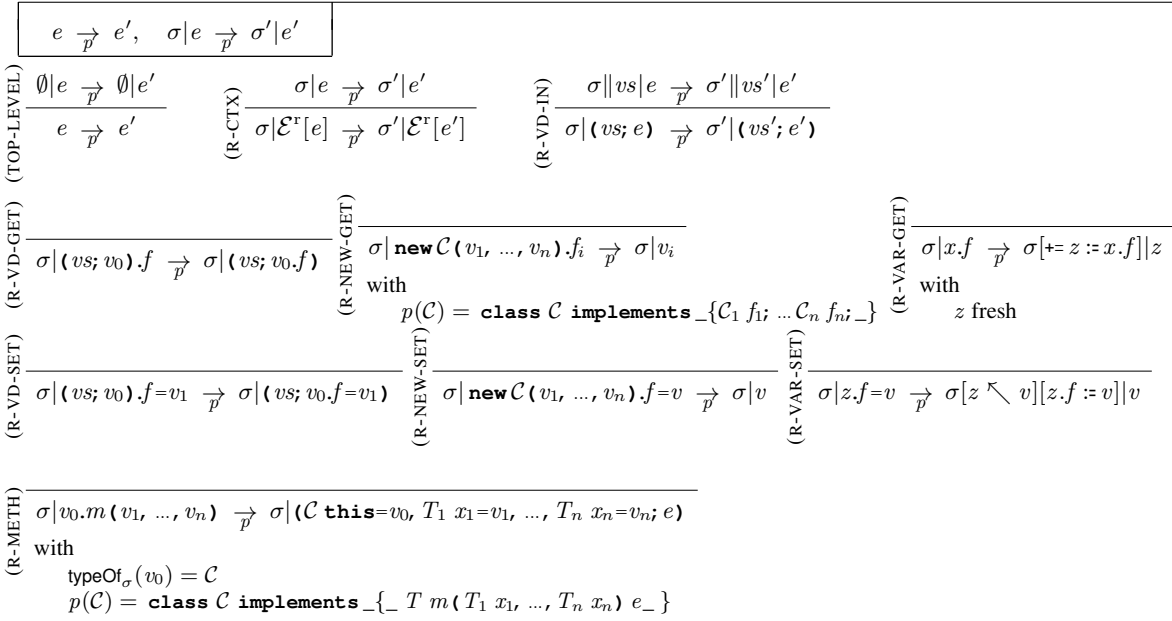 e →p e′,   σ|e →p σ′|e′
(TOP-LEVEL) ∅|e →p ∅|e′   (R-CTX) σ|e →p σ′|e′   (R-VD-IN) σ‖vs|e →p σ′‖vs′|e′
e →p e′   σ|ℰʳ[e] →p σ′|ℰʳ[e′]   σ|(vs; e) →p σ′|(vs′; e′)
(R-VD-GET) σ|(vs; v₀).f →p σ|(vs; v₀.f)   (R-NEW-GET) σ| new 𝒞(v₁, ..., vₙ).fᵢ →p σ|vᵢ   (R-VAR-GET) σ|x.f →p σ[+= z := x.f]|z
with   with
p(𝒞) = class 𝒞 implements _{𝒞₁ f₁; ... 𝒞ₙ fₙ; _}   z fresh
(R-VD-SET) σ|(vs; v₀).f=v₁ →p σ|(vs; v₀.f=v₁)   (R-NEW-SET) σ| new 𝒞(v₁, ..., vₙ).f=v →p σ|v   (R-VAR-SET) σ|z.f=v →p σ[z ↖ v][z.f := v]|v
(R-METH) σ|v₀.m(v₁, ..., vₙ) →p σ|(𝒞 this=v₀, T₁ x₁=v₁, ..., Tₙ xₙ=vₙ; e)
with
typeOf_σ(v₀) = 𝒞
p(𝒞) = class 𝒞 implements _{_ T m(T₁ x₁, ..., Tₙ xₙ) e _}